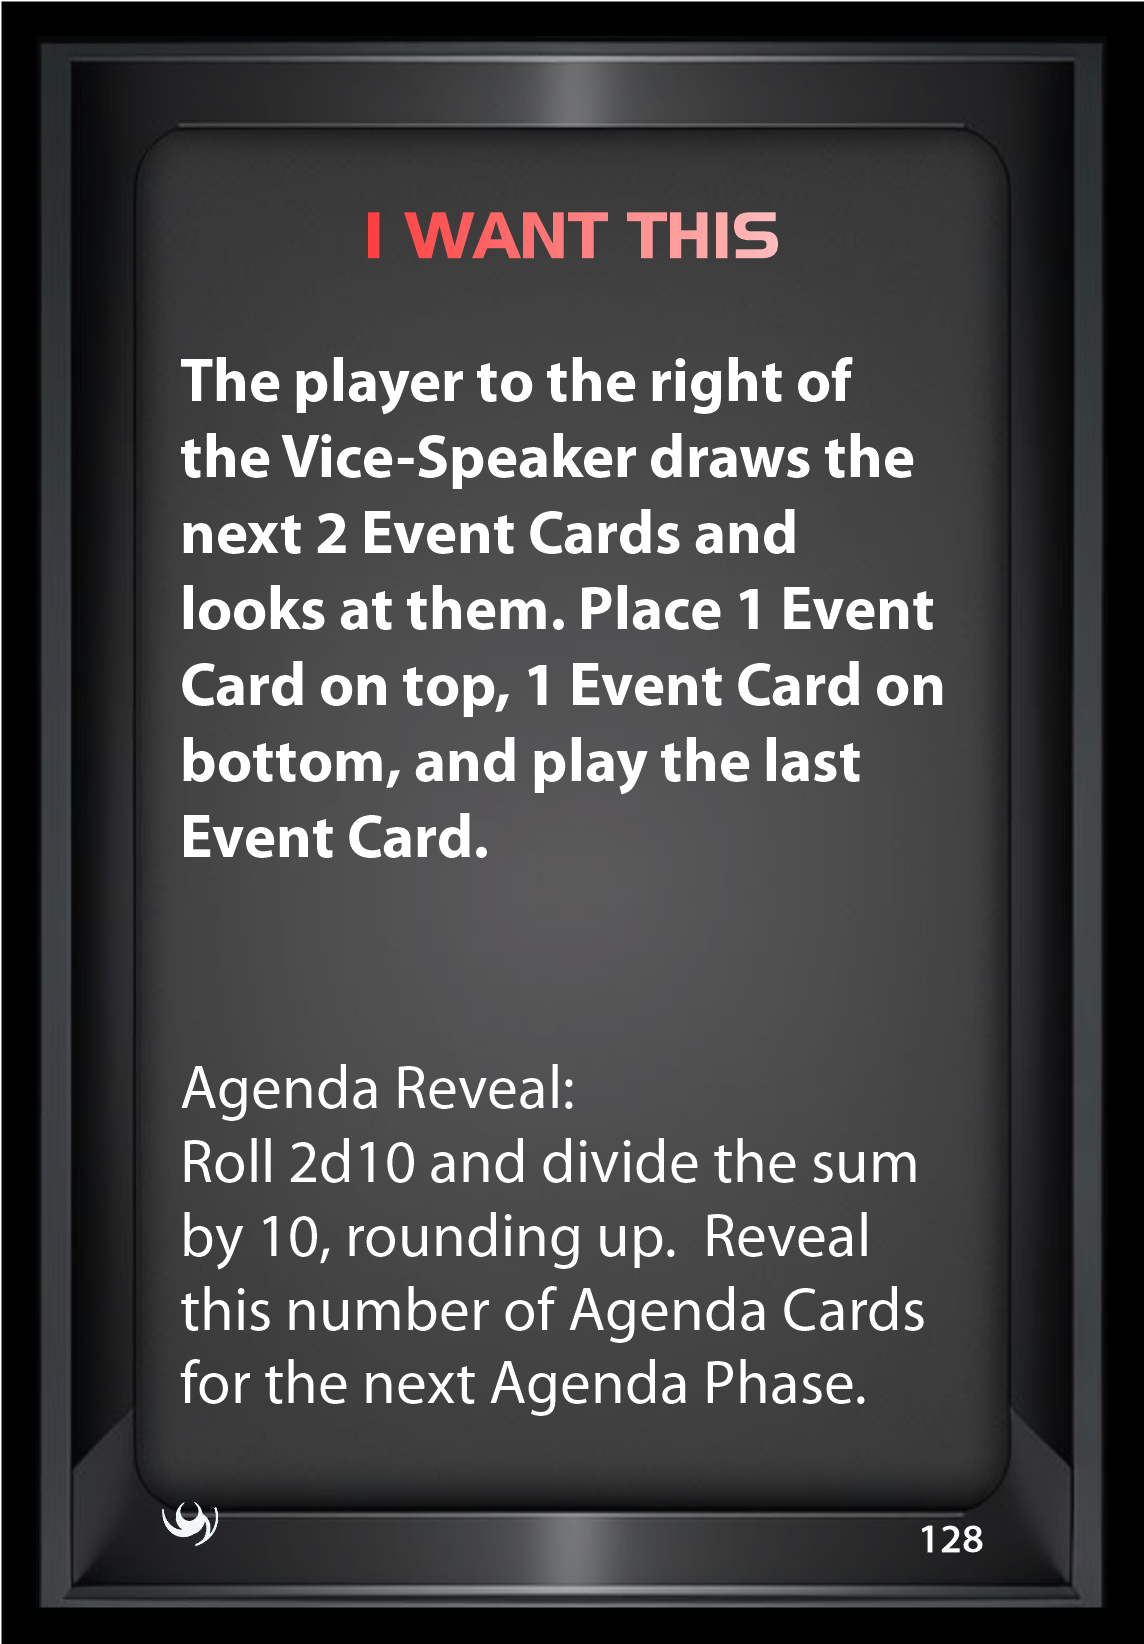 I WANT THIS
The player to the right of
the Vice-Speaker draws the
next 2 Event Cards and
looks at them. Place 1 Event
Card on top, 1 Event Card on
bottom, and play the last
Event Card.
Agenda Reveal:
Roll 2d10 and divide the sum
by 10, rounding up.  Reveal
this number of Agenda Cards
for the next Agenda Phase.
128